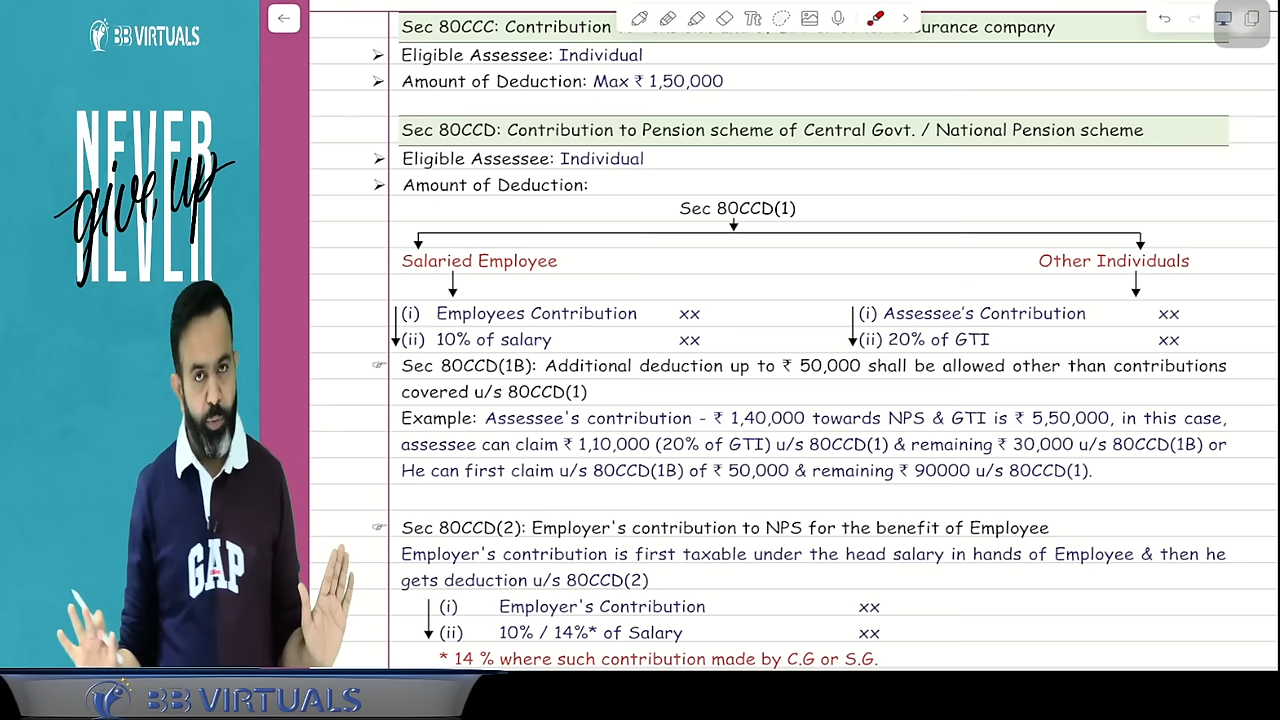 BB VIRTUALS
NEVER
give up
NEVER
GAP
Sec 80CCC: Contribution to insurance company
➢ Eligible Assessee: Individual
➢ Amount of Deduction: Max ₹ 1,50,000
Sec 80CCD: Contribution to Pension scheme of Central Govt. / National Pension scheme
➢ Eligible Assessee: Individual
➢ Amount of Deduction:
Sec 80CCD(1)
Salaried Employee Other Individuals
(i) Employees Contribution xx (i) Assessee's Contribution xx
(ii) 10% of salary xx (ii) 20% of GTI xx
☞ Sec 80CCD(1B): Additional deduction up to ₹ 50,000 shall be allowed other than contributions
covered u/s 80CCD(1)
Example: Assessee's contribution - ₹ 1,40,000 towards NPS & GTI is ₹ 5,50,000, in this case,
assessee can claim ₹ 1,10,000 (20% of GTI) u/s 80CCD(1) & remaining ₹ 30,000 u/s 80CCD(1B) or
He can first claim u/s 80CCD(1B) of ₹ 50,000 & remaining ₹ 90000 u/s 80CCD(1).
☞ Sec 80CCD(2): Employer's contribution to NPS for the benefit of Employee
Employer's contribution is first taxable under the head salary in hands of Employee & then he
gets deduction u/s 80CCD(2)
(i) Employer's Contribution xx
(ii) 10% / 14%* of Salary xx
* 14 % where such contribution made by C.G or S.G.
BB VIRTUALS